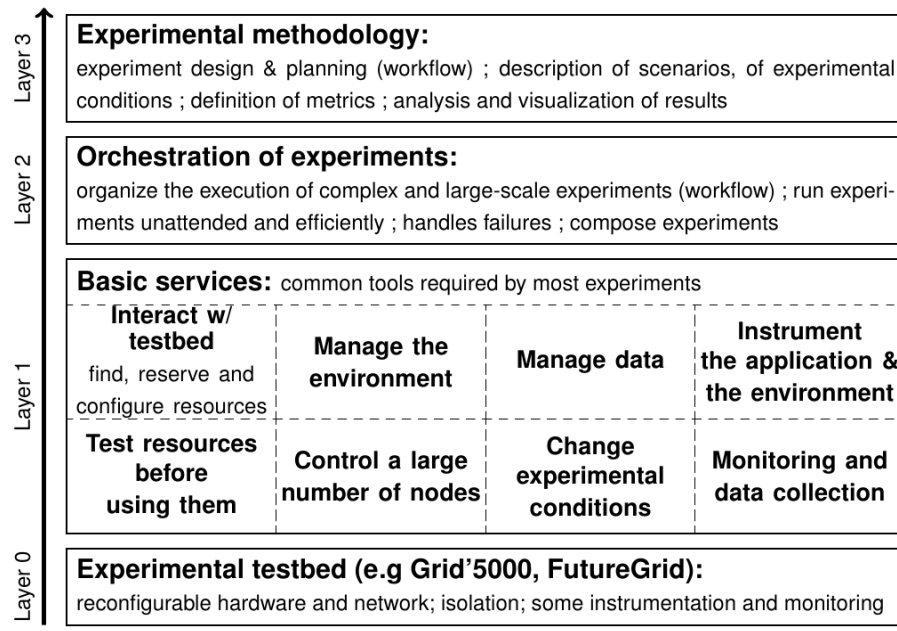 Layer 3
Experimental methodology:
experiment design & planning (workflow) ; description of scenarios, of experimental
conditions ; definition of metrics ; analysis and visualization of results
Layer 2
Orchestration of experiments:
organize the execution of complex and large-scale experiments (workflow) ; run experi-
ments unattended and efficiently ; handles failures ; compose experiments
Layer 1
Basic services: common tools required by most experiments
Interact w/
testbed
find, reserve and
configure resources
Manage the
environment
Manage data
Instrument
the application &
the environment
Test resources
before
using them
Control a large
number of nodes
Change
experimental
conditions
Monitoring and
data collection
Layer 0
Experimental testbed (e.g Grid'5000, FutureGrid):
reconfigurable hardware and network; isolation; some instrumentation and monitoring